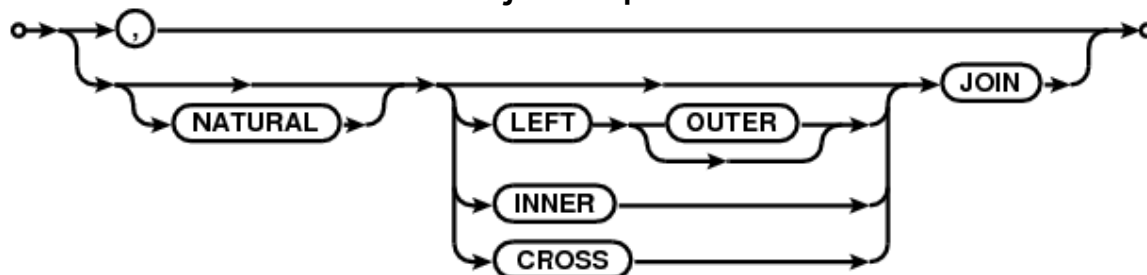 ,
JOIN
NATURAL
LEFT OUTER
INNER
CROSS